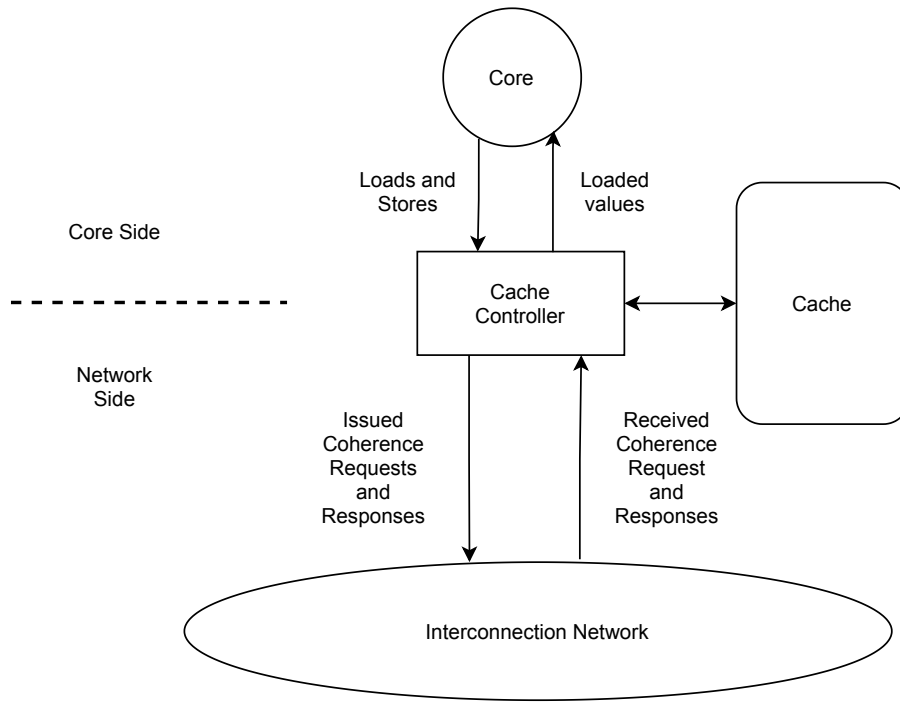 Core
Loads and
Stores
Loaded
values
Core Side
Cache
Controller
Cache
Network
Side
Issued
Coherence
Requests
and
Responses
Received
Coherence
Request
and
Responses
Interconnection Network